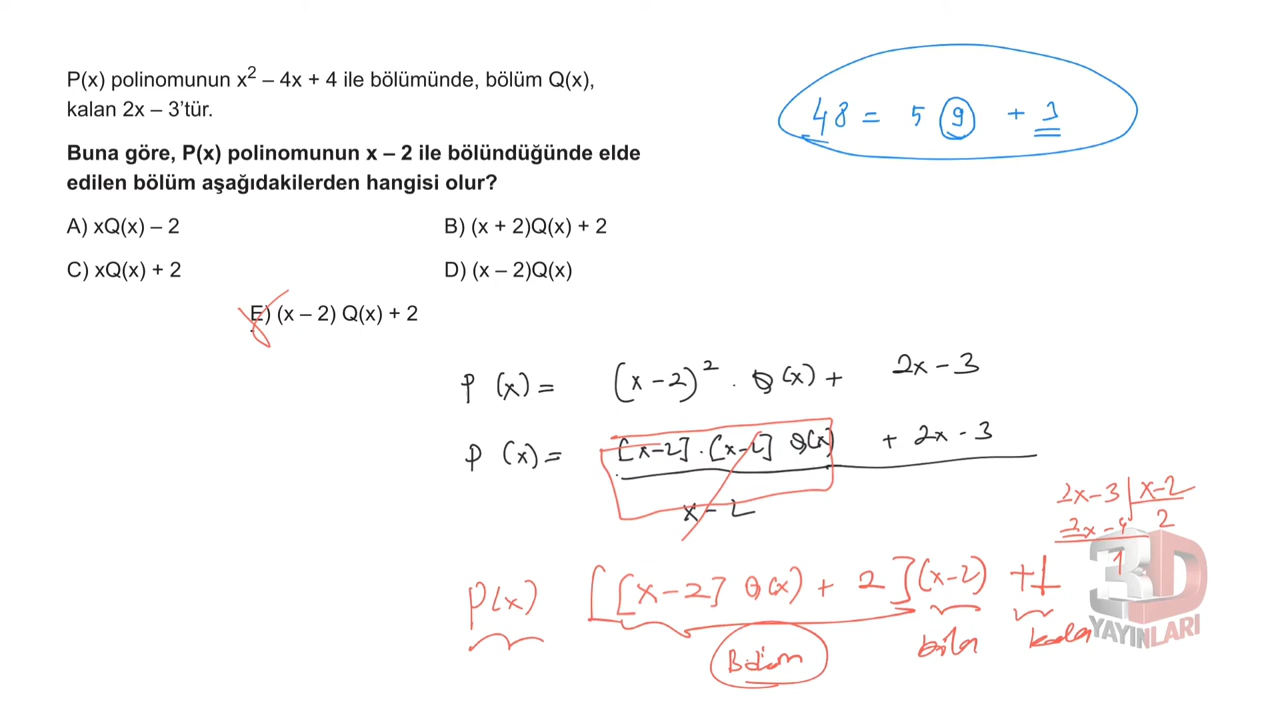 P(x) polinomunun x² – 4x + 4 ile bölümünde, bölüm Q(x),
kalan 2x – 3'tür.
Buna göre, P(x) polinomunun x – 2 ile bölündüğünde elde
edilen bölüm aşağıdakilerden hangisi olur?
A) xQ(x) – 2
B) (x + 2)Q(x) + 2
C) xQ(x) + 2
D) (x – 2)Q(x)
E) (x – 2) Q(x) + 2
48 = 5 9 + 3
P (x) = (x-2)² . Q(x) + 2x - 3
P (x) = [x-2] . [x-2] Q(x) + 2x - 3
x - 2
2x-3 | x-2
2x-4 2
1
P(x) [[x-2] Q(x) + 2](x-2) +1
Bölüm
bölen
kalan
3D
YAYINLARI